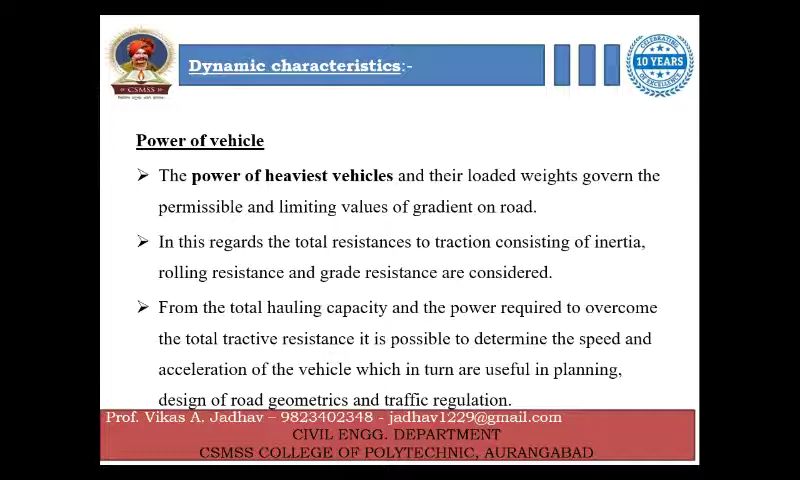 Dynamic characteristics:-
CSMSS
CELEBRATING
10 YEARS
OF EXCELLENCE
Power of vehicle
➢ The power of heaviest vehicles and their loaded weights govern the
permissible and limiting values of gradient on road.
➢ In this regards the total resistances to traction consisting of inertia,
rolling resistance and grade resistance are considered.
➢ From the total hauling capacity and the power required to overcome
the total tractive resistance it is possible to determine the speed and
acceleration of the vehicle which in turn are useful in planning,
design of road geometrics and traffic regulation.
Prof. Vikas A. Jadhav – 9823402348 - jadhav1229@gmail.com
CIVIL ENGG. DEPARTMENT
CSMSS COLLEGE OF POLYTECHNIC, AURANGABAD